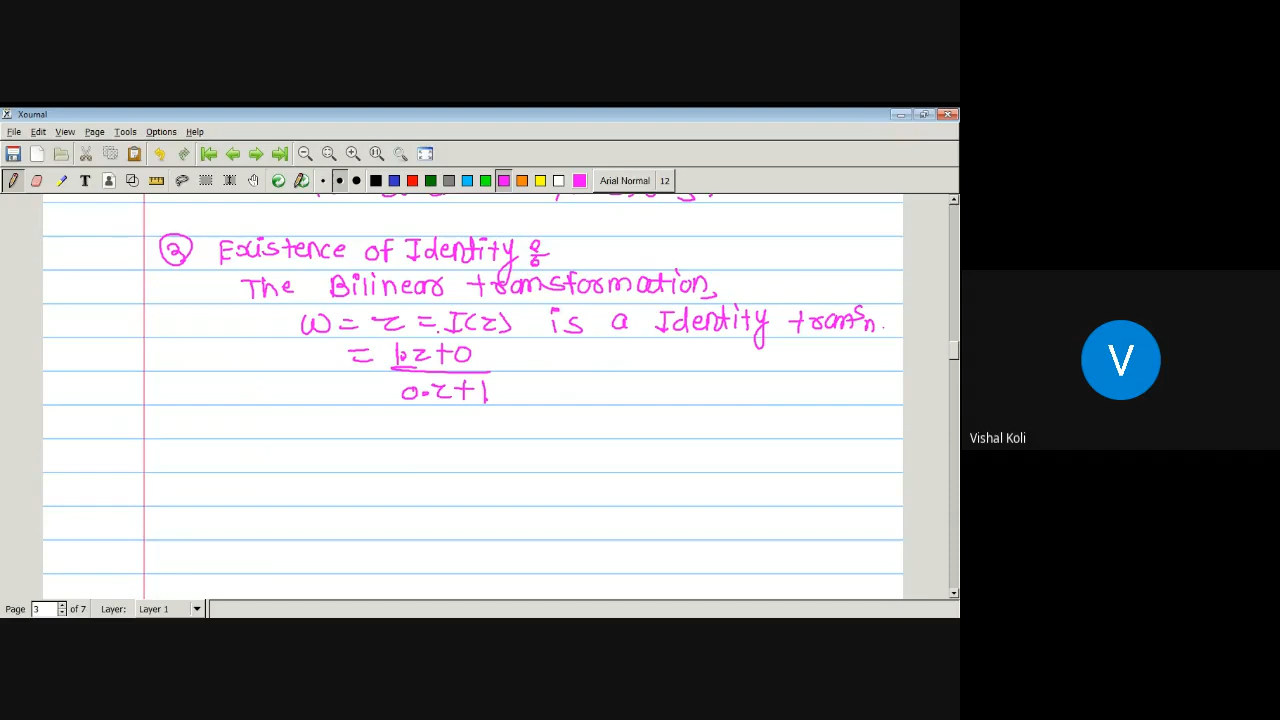 Xournal
File Edit View Page Tools Options Help
T Arial Normal 12
③ Existence of Identity :
The Bilinear transformation,
ω = z = I(z) is a Identity transn.
= 1.z+0
0.z+1
Page 3 of 7 Layer: Layer 1
V
Vishal Koli